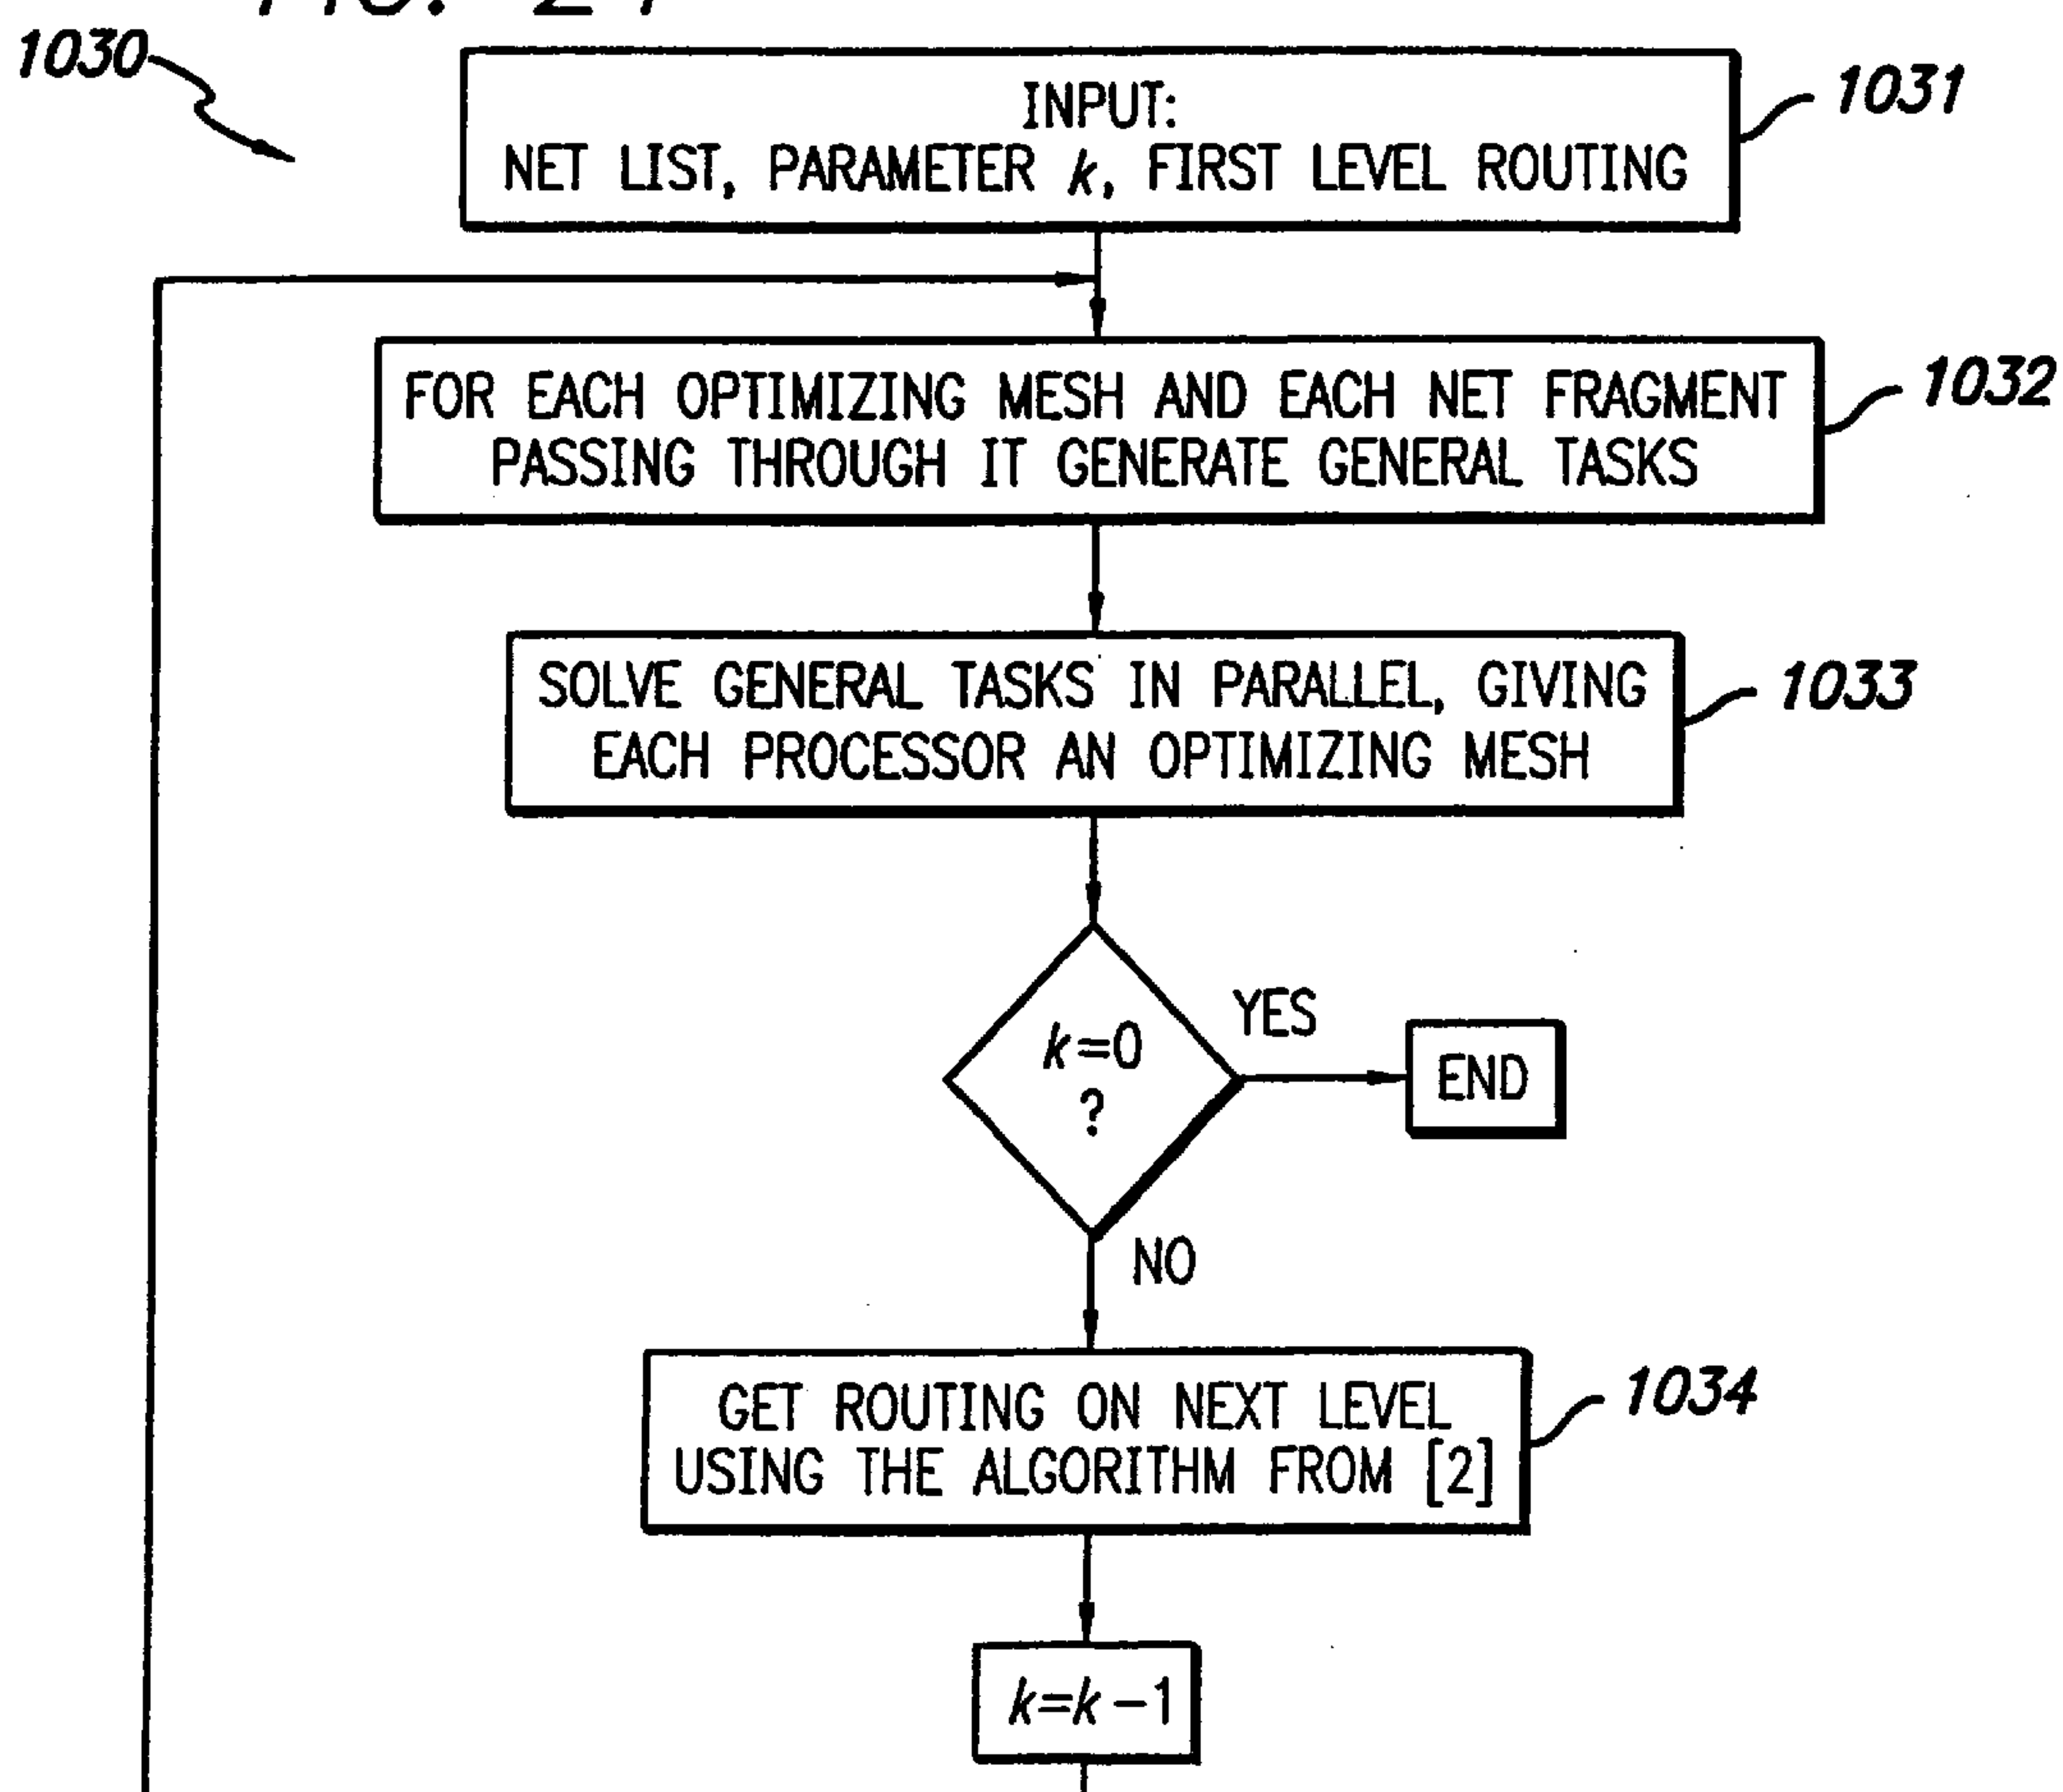 1030
INPUT:
NET LIST, PARAMETER k, FIRST LEVEL ROUTING
1031
FOR EACH OPTIMIZING MESH AND EACH NET FRAGMENT
PASSING THROUGH IT GENERATE GENERAL TASKS
1032
SOLVE GENERAL TASKS IN PARALLEL, GIVING
EACH PROCESSOR AN OPTIMIZING MESH
1033
k=0
?
YES
END
NO
GET ROUTING ON NEXT LEVEL
USING THE ALGORITHM FROM [2]
1034
k=k-1